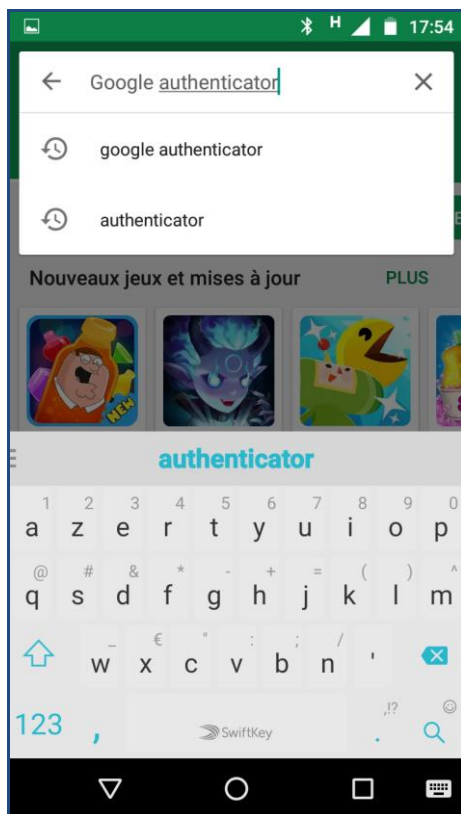 H 17:54
Google authenticator
google authenticator
authenticator
E
Nouveaux jeux et mises à jour PLUS
NEW
authenticator
1 2 3 4 5 6 7 8 9 0
a z e r t y u i o p
@ # & * - + = ( ) ^
q s d f g h j k l m
_ € " : ; /
w x c v b n '
,!?
123 , SwiftKey .